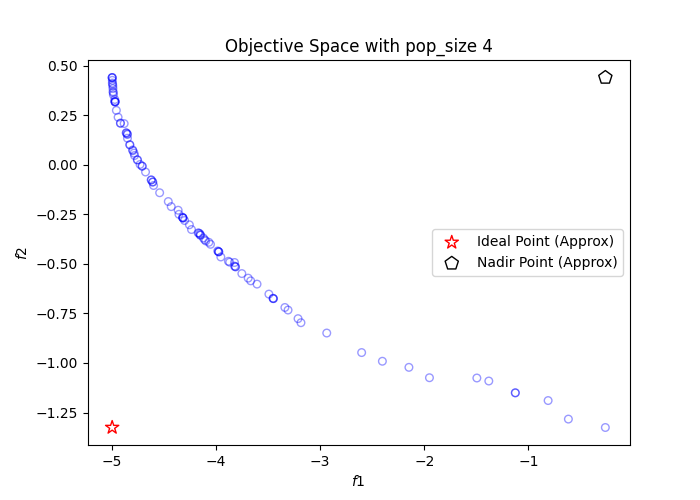 Objective Space with pop_size 4
0.50
0.25
0.00
−0.25
−0.50
−0.75
−1.00
−1.25
f2
Ideal Point (Approx)
Nadir Point (Approx)
−5
−4
−3
−2
−1
f1